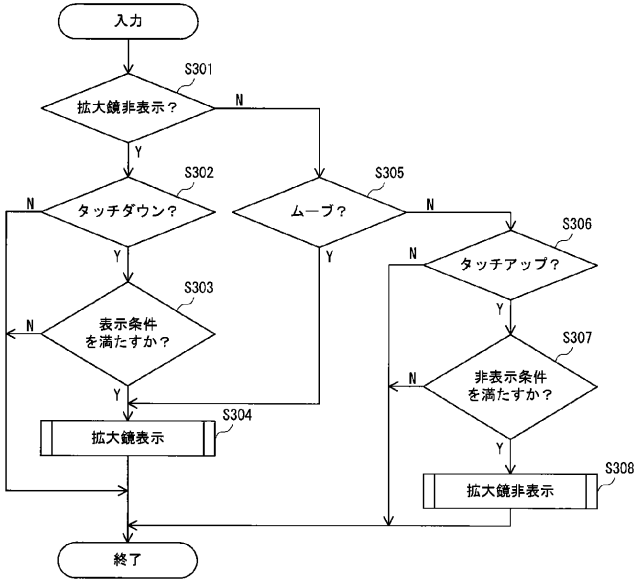 入力
S301
拡大鏡非表示?
N
Y
S302
タッチダウン?
N
Y
S305
ムーブ?
N
Y
S303
表示条件
を満たすか?
N
Y
S306
タッチアップ?
N
Y
S304
拡大鏡表示
S307
非表示条件
を満たすか?
N
Y
S308
拡大鏡非表示
終了